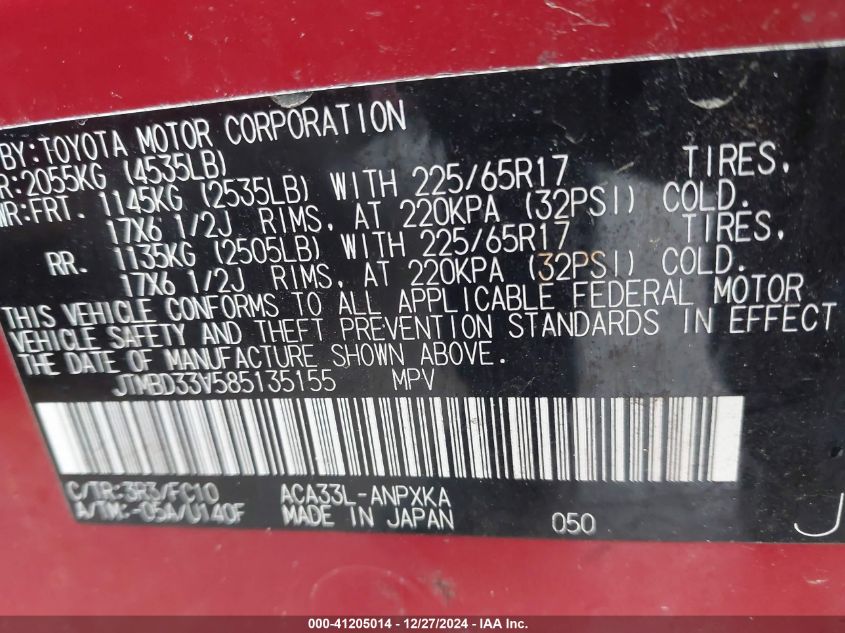 BY: TOYOTA MOTOR CORPORATION
R: 2055KG (4535LB)
WR: FRT. 1145KG (2535LB) WITH 225/65R17 TIRES,
17X6 1/2J RIMS, AT 220KPA (32PSI) COLD.
RR. 1135KG (2505LB) WITH 225/65R17 TIRES,
17X6 1/2J RIMS, AT 220KPA (32PSI) COLD.
THIS VEHICLE CONFORMS TO ALL APPLICABLE FEDERAL MOTOR
VEHICLE SAFETY AND THEFT PREVENTION STANDARDS IN EFFECT
THE DATE OF MANUFACTURE SHOWN ABOVE.
JTMBD33V585135155 MPV
C/TR: 3R3/FC10 ACA33L-ANPXKA
A/TM: -05A/U140F MADE IN JAPAN 050 J
000-41205014 - 12/27/2024 - IAA Inc.